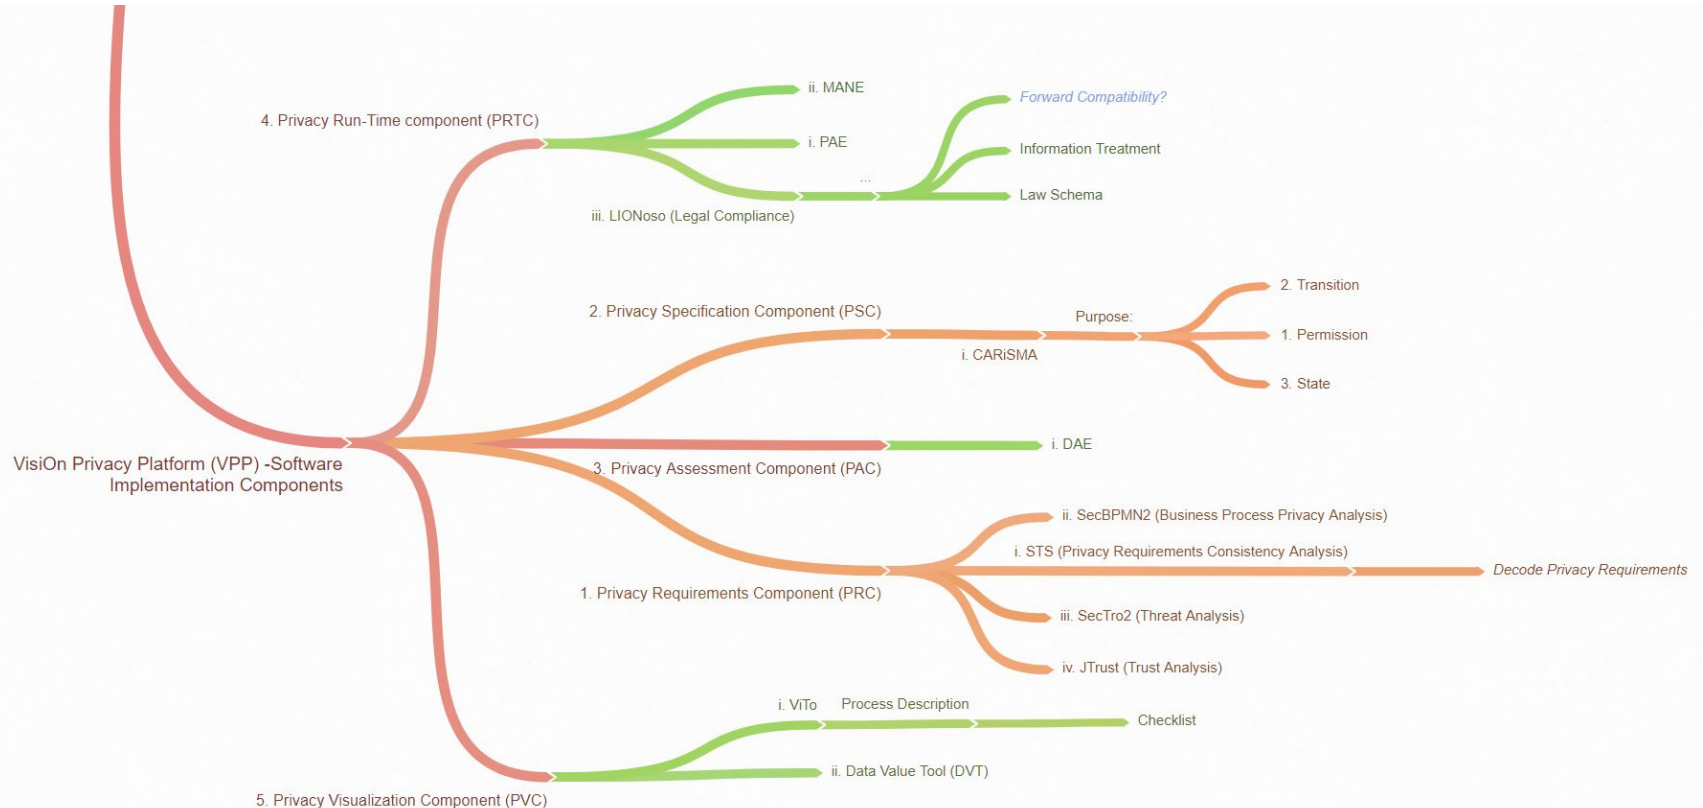 ii. MANE
Forward Compatibility?
4. Privacy Run-Time component (PRTC)
i. PAE
Information Treatment
...
Law Schema
iii. LIONoso (Legal Compliance)
2. Transition
2. Privacy Specification Component (PSC)
Purpose:
1. Permission
i. CARiSMA
3. State
i. DAE
VisiOn Privacy Platform (VPP) -Software
Implementation Components
3. Privacy Assessment Component (PAC)
ii. SecBPMN2 (Business Process Privacy Analysis)
i. STS (Privacy Requirements Consistency Analysis)
Decode Privacy Requirements
1. Privacy Requirements Component (PRC)
iii. SecTro2 (Threat Analysis)
iv. JTrust (Trust Analysis)
i. ViTo
Process Description
Checklist
ii. Data Value Tool (DVT)
5. Privacy Visualization Component (PVC)